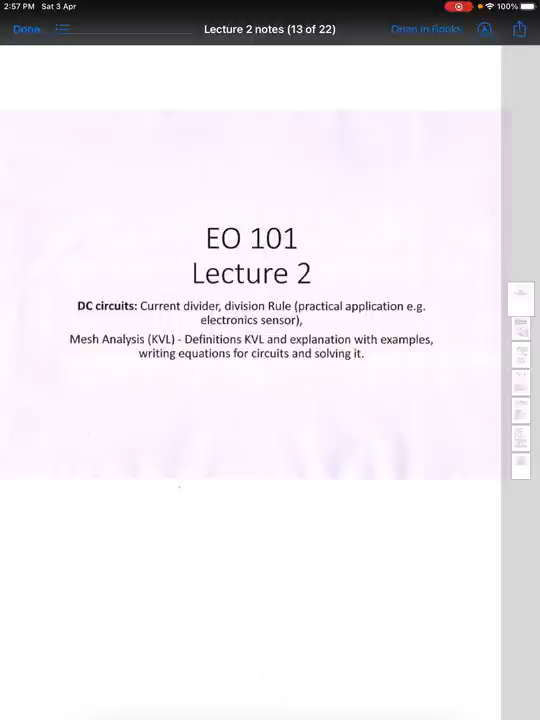 2:57 PM Sat 3 Apr
100%
Done
Lecture 2 notes (13 of 22)
Open in Books
EO 101
Lecture 2
DC circuits: Current divider, division Rule (practical application e.g.
electronics sensor),
Mesh Analysis (KVL) - Definitions KVL and explanation with examples,
writing equations for circuits and solving it.